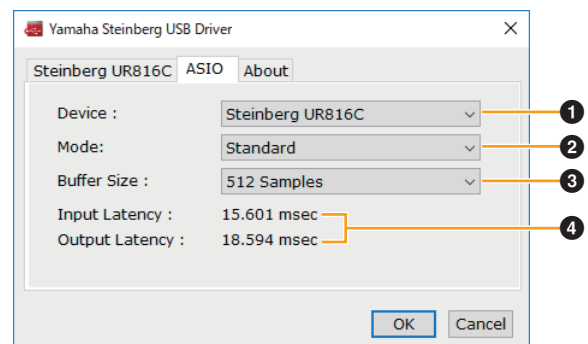 Yamaha Steinberg USB Driver
Steinberg UR816C ASIO About
Device : Steinberg UR816C 1
Mode: Standard 2
Buffer Size : 512 Samples 3
Input Latency : 15.601 msec
4
Output Latency : 18.594 msec
OK Cancel